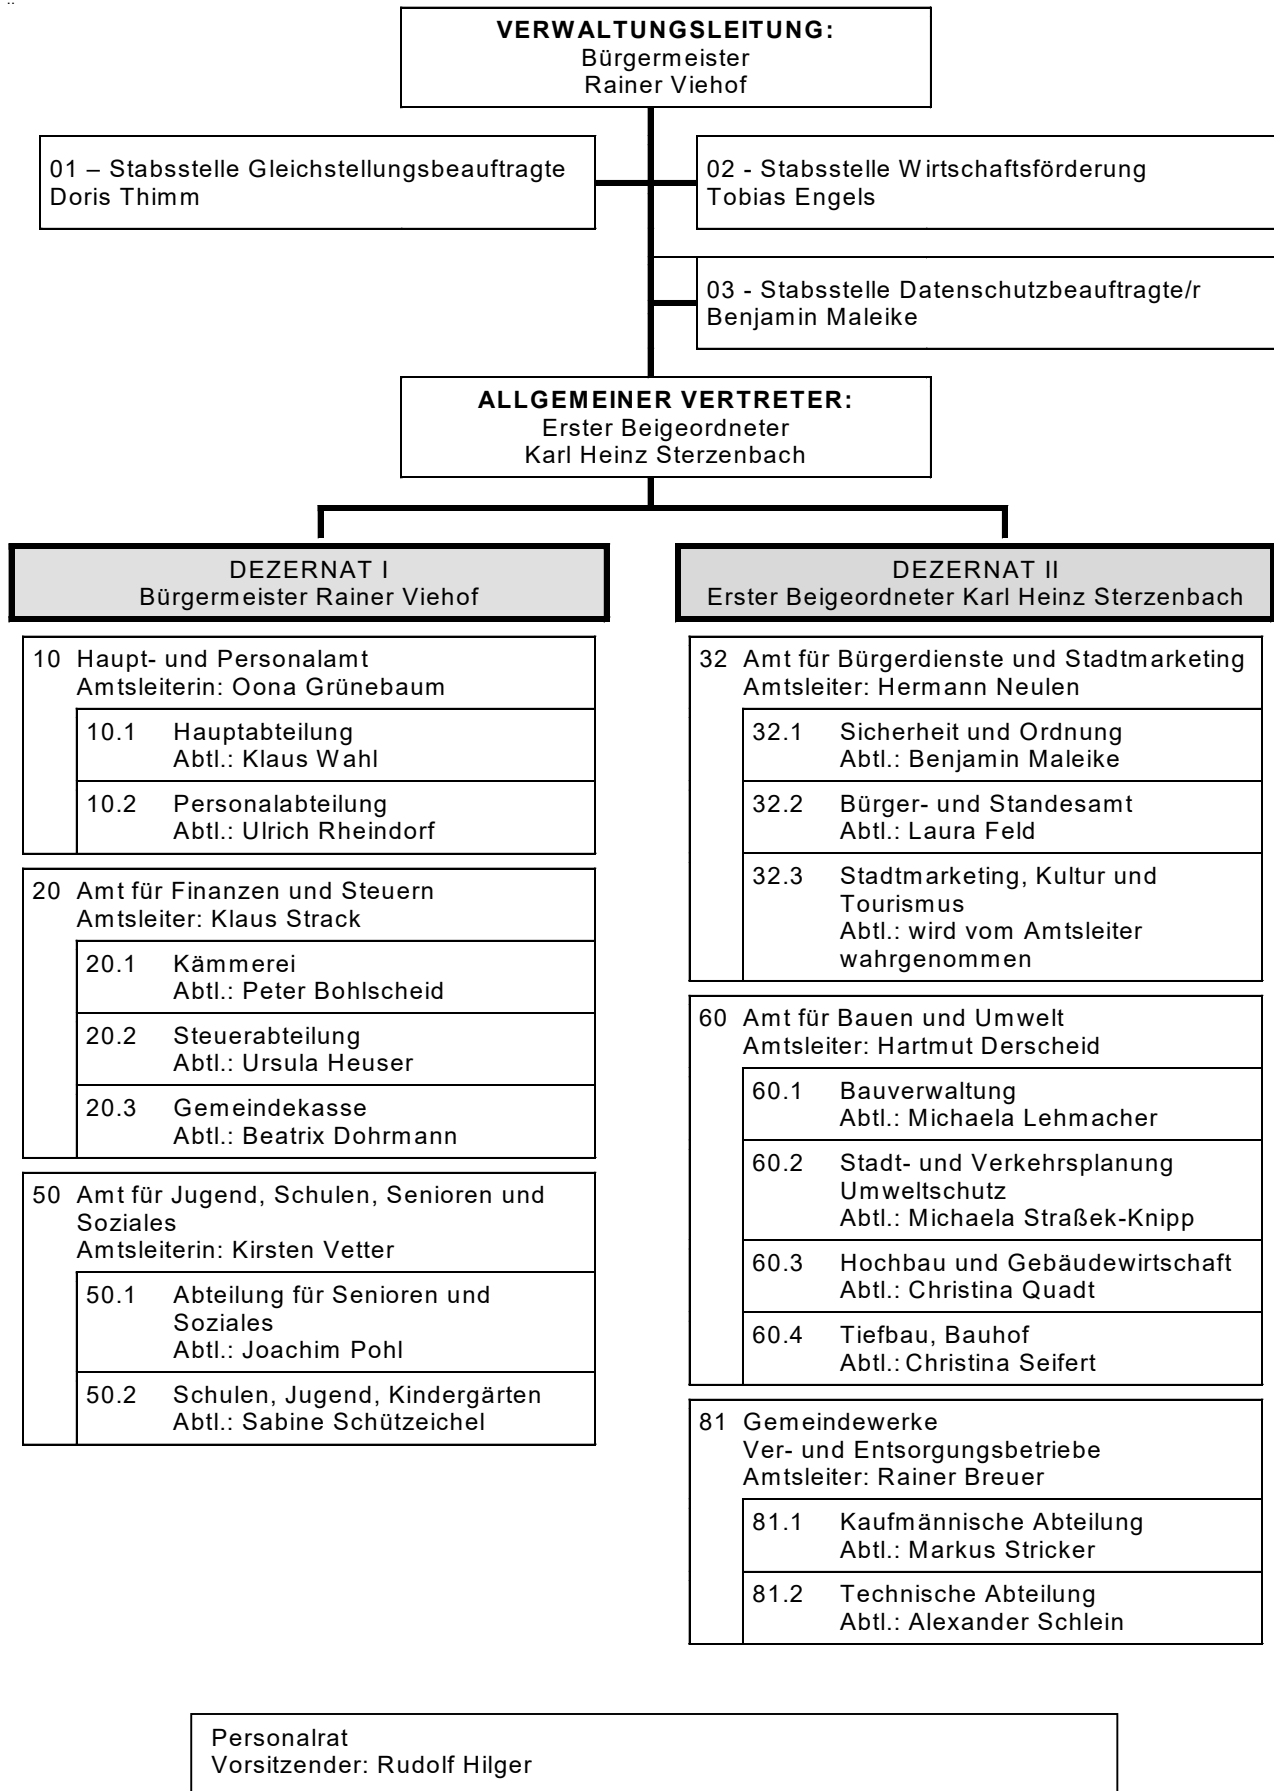 VERWALTUNGSLEITUNG:
Bürgermeister
Rainer Viehof
01 – Stabsstelle Gleichstellungsbeauftragte
Doris Thimm
02 - Stabsstelle Wirtschaftsförderung
Tobias Engels
03 - Stabsstelle Datenschutzbeauftragte/r
Benjamin Maleike
ALLGEMEINER VERTRETER:
Erster Beigeordneter
Karl Heinz Sterzenbach
DEZERNAT I
Bürgermeister Rainer Viehof
10 Haupt- und Personalamt
Amtsleiterin: Oona Grünebaum
10.1 Hauptabteilung
Abtl.: Klaus Wahl
10.2 Personalabteilung
Abtl.: Ulrich Rheindorf
20 Amt für Finanzen und Steuern
Amtsleiter: Klaus Strack
20.1 Kämmerei
Abtl.: Peter Bohlscheid
20.2 Steuerabteilung
Abtl.: Ursula Heuser
20.3 Gemeindekasse
Abtl.: Beatrix Dohrmann
50 Amt für Jugend, Schulen, Senioren und
Soziales
Amtsleiterin: Kirsten Vetter
50.1 Abteilung für Senioren und
Soziales
Abtl.: Joachim Pohl
50.2 Schulen, Jugend, Kindergärten
Abtl.: Sabine Schützeichel
DEZERNAT II
Erster Beigeordneter Karl Heinz Sterzenbach
32 Amt für Bürgerdienste und Stadtmarketing
Amtsleiter: Hermann Neulen
32.1 Sicherheit und Ordnung
Abtl.: Benjamin Maleike
32.2 Bürger- und Standesamt
Abtl.: Laura Feld
32.3 Stadtmarketing, Kultur und
Tourismus
Abtl.: wird vom Amtsleiter
wahrgenommen
60 Amt für Bauen und Umwelt
Amtsleiter: Hartmut Derscheid
60.1 Bauverwaltung
Abtl.: Michaela Lehmacher
60.2 Stadt- und Verkehrsplanung
Umweltschutz
Abtl.: Michaela Straßek-Knipp
60.3 Hochbau und Gebäudewirtschaft
Abtl.: Christina Quadt
60.4 Tiefbau, Bauhof
Abtl.: Christina Seifert
81 Gemeindewerke
Ver- und Entsorgungsbetriebe
Amtsleiter: Rainer Breuer
81.1 Kaufmännische Abteilung
Abtl.: Markus Stricker
81.2 Technische Abteilung
Abtl.: Alexander Schlein
Personalrat
Vorsitzender: Rudolf Hilger